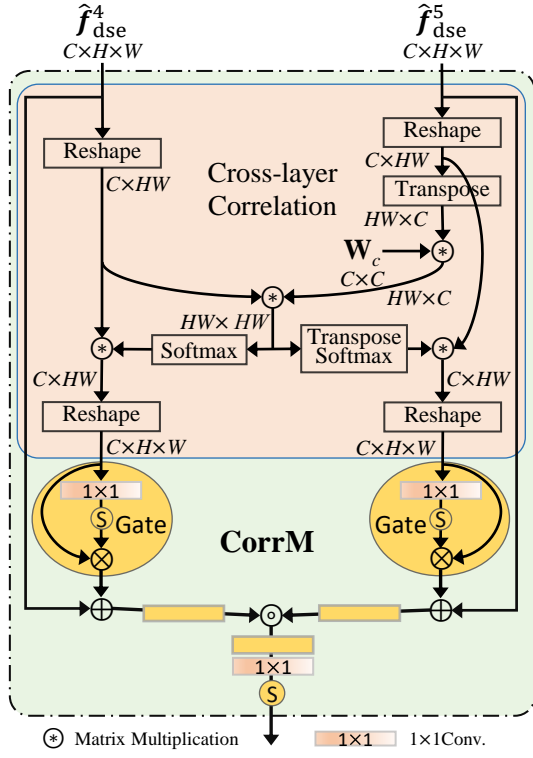 f̂⁴dse f̂⁵dse
C×H×W C×H×W
Reshape
Reshape
C×HW
C×HW
Transpose
Cross-layer
Correlation
HW×C
W_c
C×C
HW×C
HW× HW
Softmax
Transpose
Softmax
C×HW
C×HW
Reshape
Reshape
C×H×W
C×H×W
1×1
1×1
S
Gate
Gate
S
CorrM
1×1
S
Matrix Multiplication
1×1
1×1Conv.